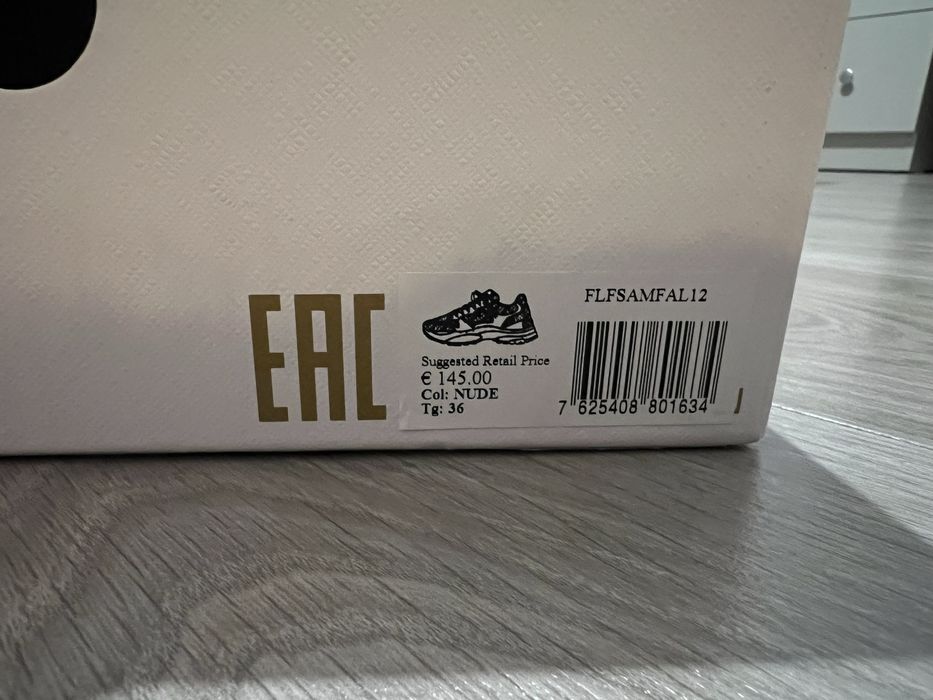 EAC
Suggested Retail Price
€ 145.00
Col: NUDE
Tg: 36
FLFSAMFAL12
7 625408 801634